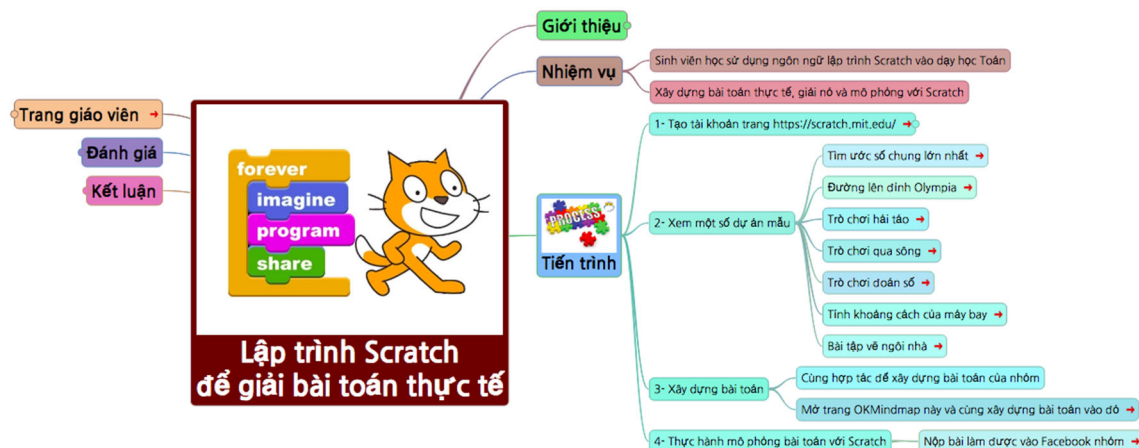 Giới thiệu
Nhiệm vụ
Sinh viên học sử dụng ngôn ngữ lập trình Scratch vào dạy học Toán
Xây dựng bài toán thực tế, giải nó và mô phỏng với Scratch
Trang giáo viên
Đánh giá
Kết luận
forever
imagine
program
share
Lập trình Scratch
để giải bài toán thực tế
PROCESS
Tiến trình
1- Tạo tài khoản trang https://scratch.mit.edu/
2- Xem một số dự án mẫu
Tìm ước số chung lớn nhất
Đường lên đỉnh Olympia
Trò chơi hái táo
Trò chơi qua sông
Trò chơi đoán số
Tính khoảng cách của máy bay
Bài tập vẽ ngôi nhà
3- Xây dựng bài toán
Cùng hợp tác để xây dựng bài toán của nhóm
Mở trang OKMindmap này và cùng xây dựng bài toán vào đó
4- Thực hành mô phỏng bài toán với Scratch
Nộp bài làm được vào Facebook nhóm